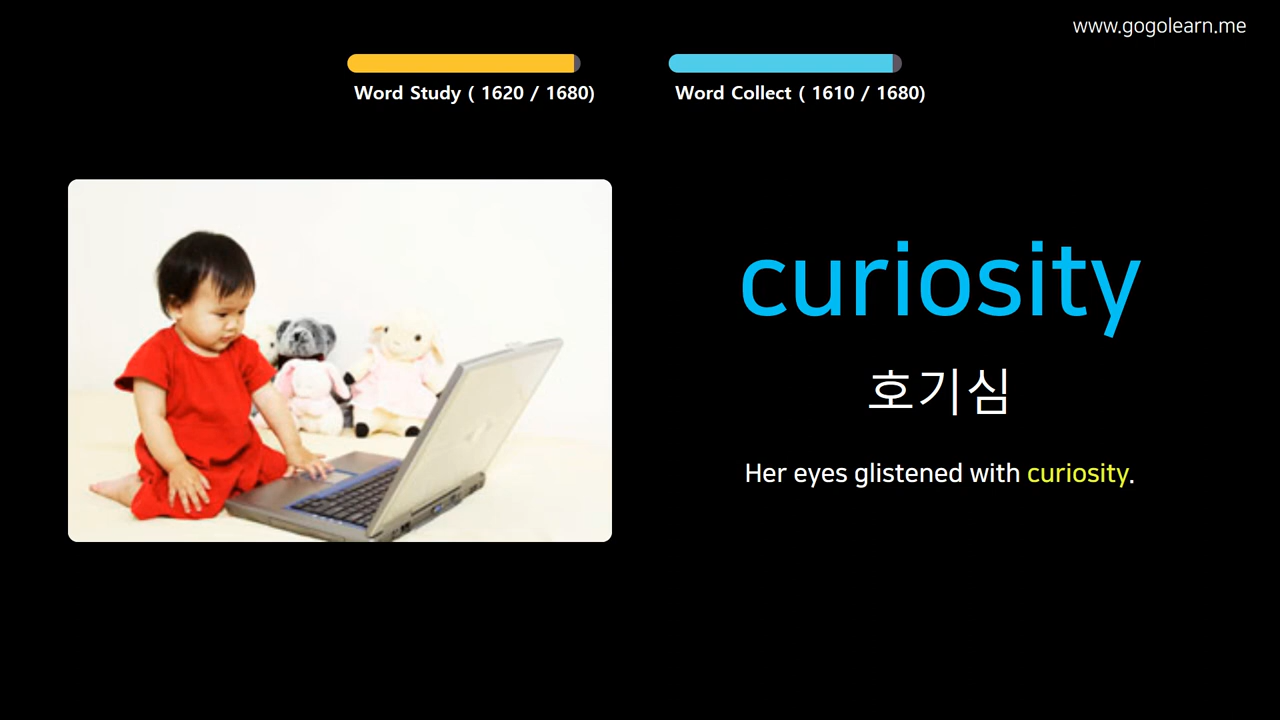 www.gogolearn.me
Word Study ( 1620 / 1680)
Word Collect ( 1610 / 1680)
curiosity
호기심
Her eyes glistened with curiosity.